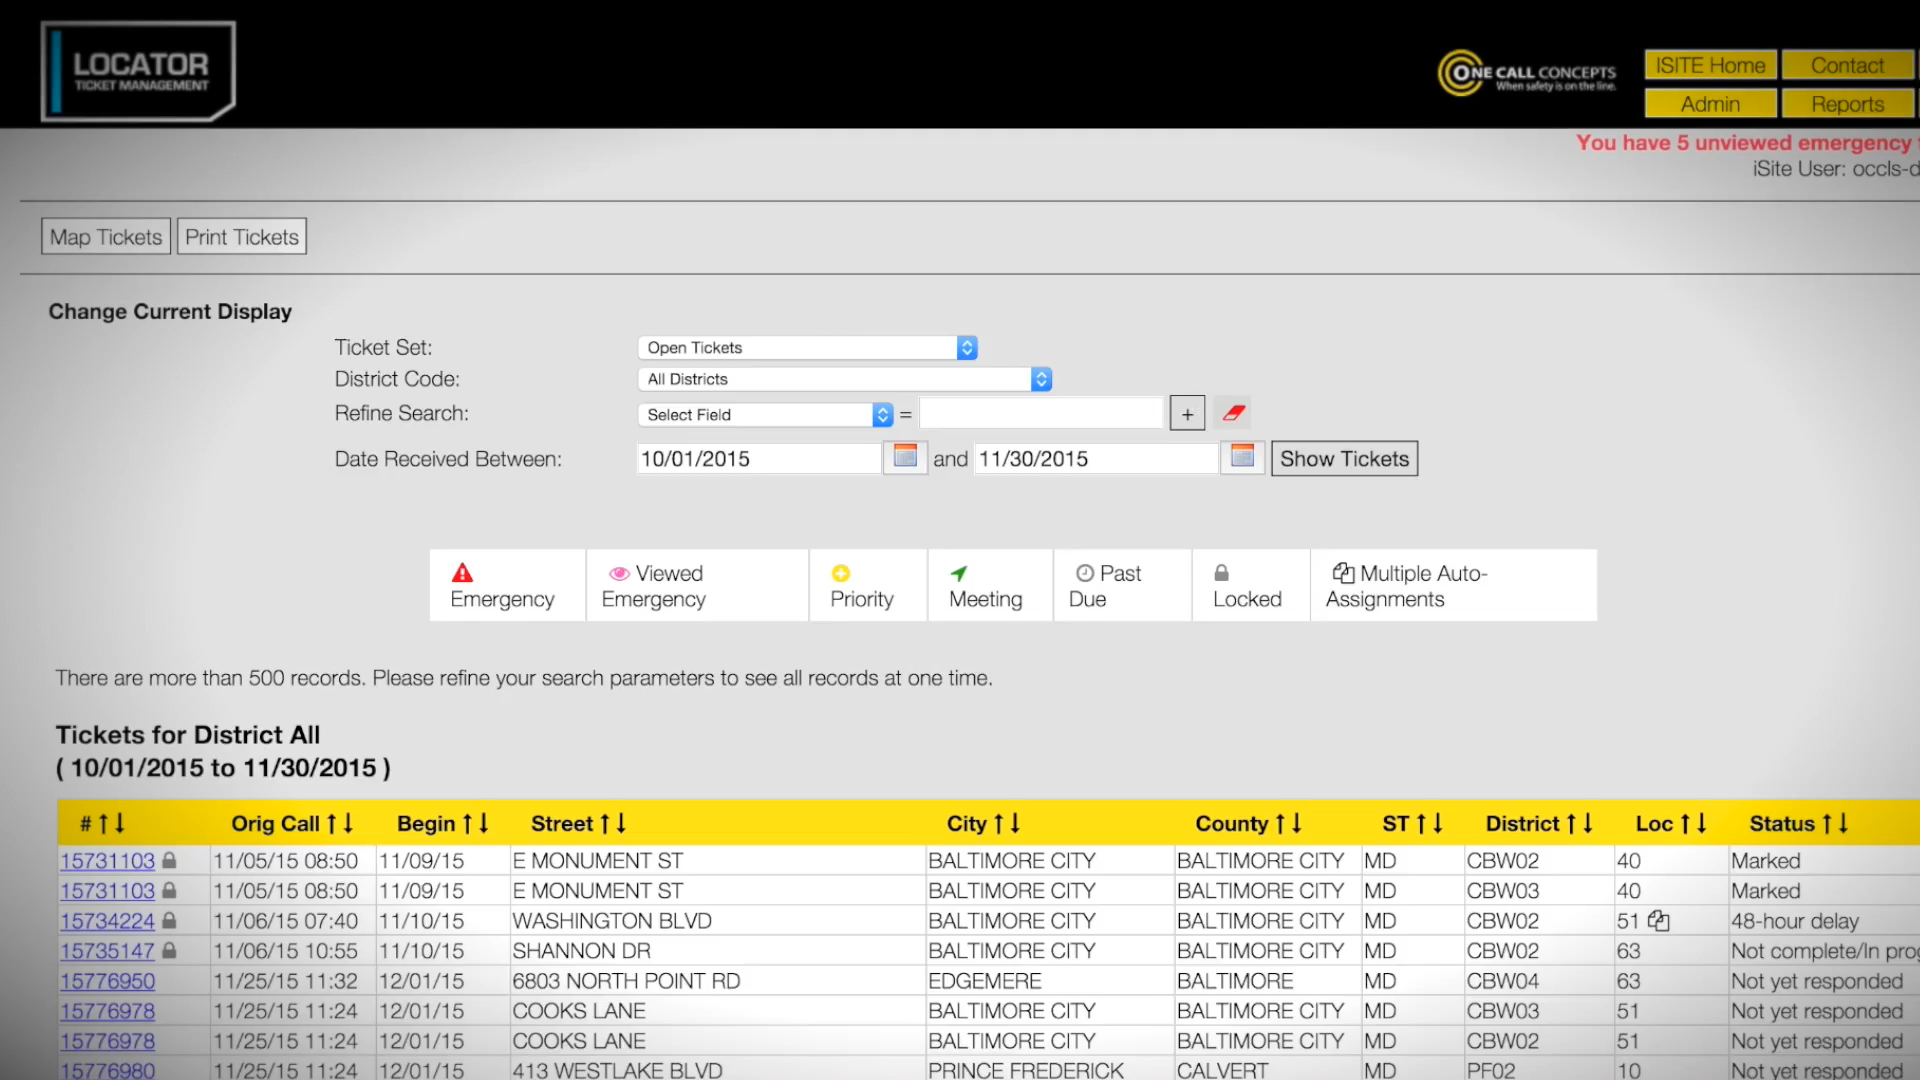 LOCATOR
TICKET MANAGEMENT
ONE CALL CONCEPTS
When safety is on the line.
ISITE Home Contact
Admin Reports
You have 5 unviewed emergency
iSite User: occls-d
Map Tickets Print Tickets
Change Current Display
Ticket Set: Open Tickets
District Code: All Districts
Refine Search: Select Field = +
Date Received Between: 10/01/2015 and 11/30/2015 Show Tickets
Emergency Viewed Emergency Priority Meeting Past Due Locked Multiple Auto-Assignments
There are more than 500 records. Please refine your search parameters to see all records at one time.
Tickets for District All
( 10/01/2015 to 11/30/2015 )
# ↑↓ Orig Call ↑↓ Begin ↑↓ Street ↑↓ City ↑↓ County ↑↓ ST ↑↓ District ↑↓ Loc ↑↓ Status ↑↓
15731103 11/05/15 08:50 11/09/15 E MONUMENT ST BALTIMORE CITY BALTIMORE CITY MD CBW02 40 Marked
15731103 11/05/15 08:50 11/09/15 E MONUMENT ST BALTIMORE CITY BALTIMORE CITY MD CBW03 40 Marked
15734224 11/06/15 07:40 11/10/15 WASHINGTON BLVD BALTIMORE CITY BALTIMORE CITY MD CBW02 51 48-hour delay
15735147 11/06/15 10:55 11/10/15 SHANNON DR BALTIMORE CITY BALTIMORE CITY MD CBW02 63 Not complete/In prog
15776950 11/25/15 11:32 12/01/15 6803 NORTH POINT RD EDGEMERE BALTIMORE MD CBW04 63 Not yet responded
15776978 11/25/15 11:24 12/01/15 COOKS LANE BALTIMORE CITY BALTIMORE CITY MD CBW03 51 Not yet responded
15776978 11/25/15 11:24 12/01/15 COOKS LANE BALTIMORE CITY BALTIMORE CITY MD CBW02 51 Not yet responded
15776980 11/25/15 11:24 12/01/15 413 WESTLAKE BLVD PRINCE FREDERICK CALVERT MD PF02 10 Not yet responded